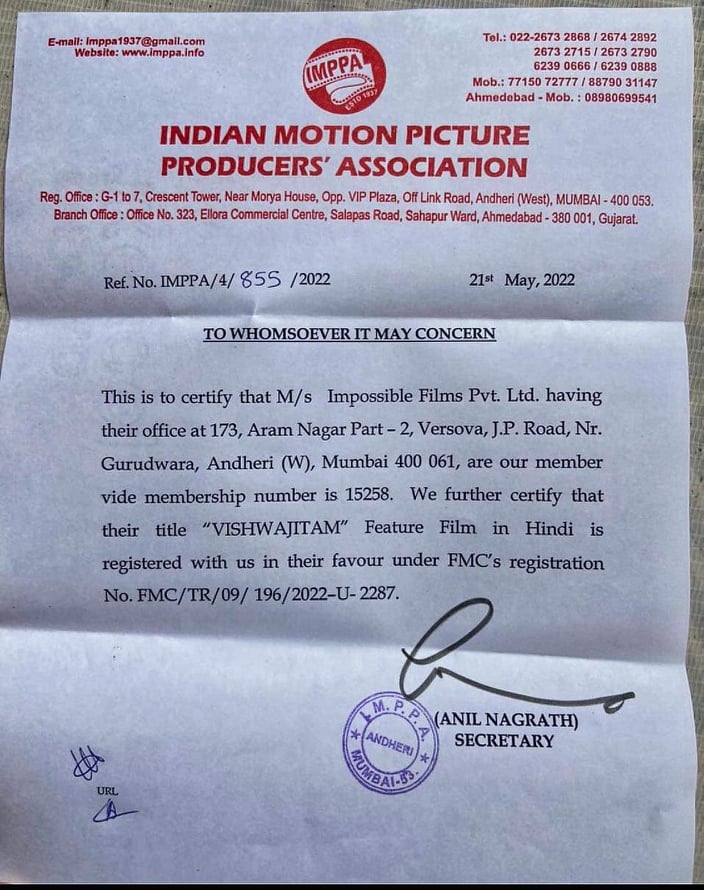 E-mail: imppa1937@gmail.com
Website: www.imppa.info
Tel.: 022-2673 2868 / 2674 2892
2673 2715 / 2673 2790
6239 0666 / 6239 0888
Mob.: 77150 72777 / 88790 31147
Ahmedebad - Mob. : 08980699541
IMPPA
ESTD 1937
INDIAN MOTION PICTURE
PRODUCERS' ASSOCIATION
Reg. Office : G-1 to 7, Crescent Tower, Near Morya House, Opp. VIP Plaza, Off Link Road, Andheri (West), MUMBAI - 400 053.
Branch Office : Office No. 323, Ellora Commercial Centre, Salapas Road, Sahapur Ward, Ahmedabad - 380 001, Gujarat.
Ref. No. IMPPA/4/ 855 /2022
21st May, 2022
TO WHOMSOEVER IT MAY CONCERN
This is to certify that M/s Impossible Films Pvt. Ltd. having
their office at 173, Aram Nagar Part – 2, Versova, J.P. Road, Nr.
Gurudwara, Andheri (W), Mumbai 400 061, are our member
vide membership number is 15258. We further certify that
their title “VISHWAJITAM” Feature Film in Hindi is
registered with us in their favour under FMC's registration
No. FMC/TR/09/ 196/2022–U- 2287.
(ANIL NAGRATH)
SECRETARY
I.M.P.P.A.
ANDHERI
MUMBAI-53.
URL